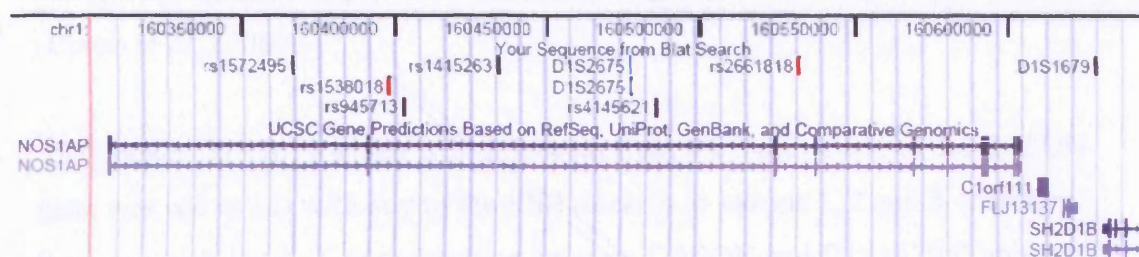 chr1: 160350000 160400000 160450000 160500000 160550000 160600000
Your Sequence from Blat Search
rs1572495 rs1415263 D1S2675 rs2661818 D1S1679
rs1538018 D1S2675
rs945713 rs4145621
UCSC Gene Predictions Based on RefSeq, UniProt, GenBank, and Comparative Genomics
NOS1AP
NOS1AP
C1orf111
FLJ13137
SH2D1B
SH2D1B